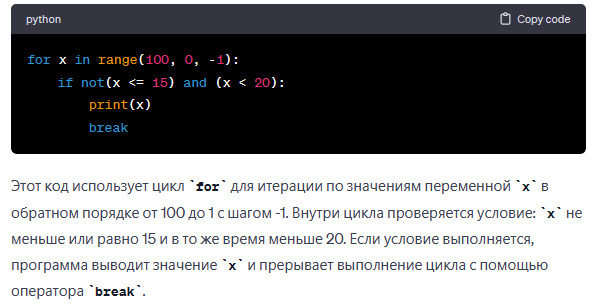 python
Copy code
for x in range(100, 0, -1):
    if not(x <= 15) and (x < 20):
        print(x)
        break
Этот код использует цикл `for` для итерации по значениям переменной `x` в
обратном порядке от 100 до 1 с шагом -1. Внутри цикла проверяется условие: `x` не
меньше или равно 15 и в то же время меньше 20. Если условие выполняется,
программа выводит значение `x` и прерывает выполнение цикла с помощью
оператора `break`.